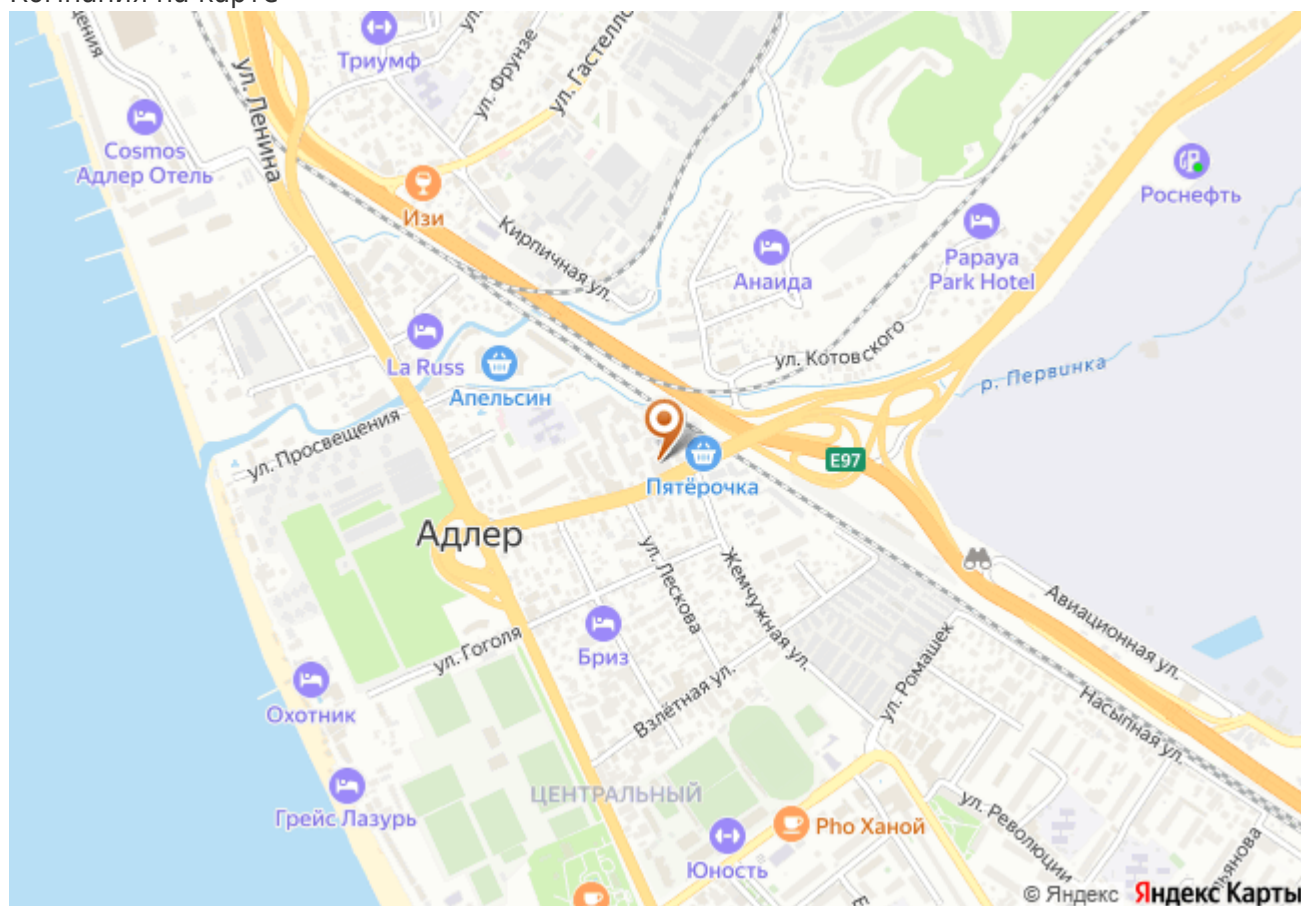 Компания на карте
Триумф
ул. Фрунзе
ул. Гастелло
ул. Ленина
Cosmos
Адлер Отель
Изи
Роснефть
Кирпичная ул.
Анаида
Papaya
Park Hotel
La Russ
Апельсин
ул. Котовского
р. Первинка
ул. Просвещения
Пятёрочка
E97
Адлер
ул. Лескова
Жемчужная ул.
Авиационная ул.
ул. Гоголя
Бриз
Взлётная ул.
ул. Ромашек
Насыпная ул.
Охотник
ЦЕНТРАЛЬНЫЙ
Грейс Лазурь
Pho Ханой
ул. Революции
Юность
© Яндекс Яндекс Карты